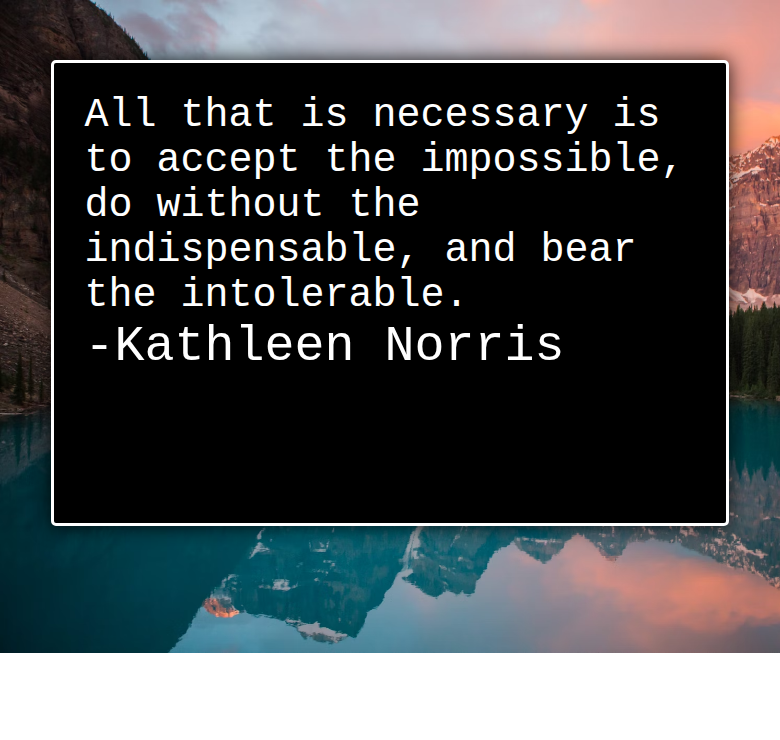 All that is necessary is
to accept the impossible,
do without the
indispensable, and bear
the intolerable.
-Kathleen Norris